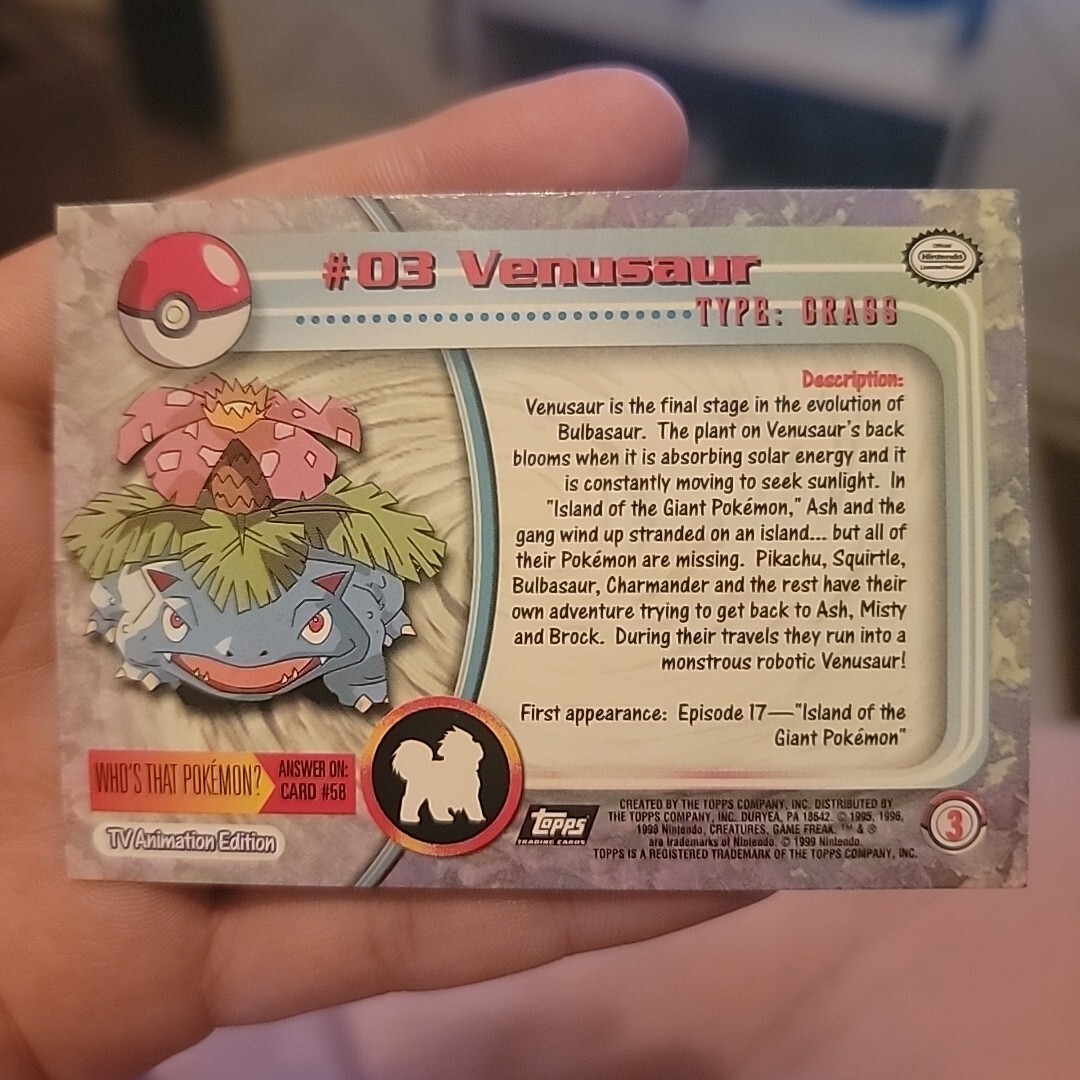 #03 Venusaur
Official
Nintendo
Licensed Product
TYPE: GRASS
Description:
Venusaur is the final stage in the evolution of
Bulbasaur. The plant on Venusaur's back
blooms when it is absorbing solar energy and it
is constantly moving to seek sunlight. In
"Island of the Giant Pokémon," Ash and the
gang wind up stranded on an island... but all of
their Pokémon are missing. Pikachu, Squirtle,
Bulbasaur, Charmander and the rest have their
own adventure trying to get back to Ash, Misty
and Brock. During their travels they run into a
monstrous robotic Venusaur!
First appearance: Episode 17—"Island of the
Giant Pokémon"
WHO'S THAT POKÉMON?
ANSWER ON:
CARD #58
TV Animation Edition
topps
TRADING CARDS
CREATED BY THE TOPPS COMPANY, INC. DISTRIBUTED BY
THE TOPPS COMPANY, INC. DURYEA, PA 18642. © 1995, 1996,
1998 Nintendo, CREATURES, GAME FREAK. ™ & ®
are trademarks of Nintendo. © 1999 Nintendo.
TOPPS IS A REGISTERED TRADEMARK OF THE TOPPS COMPANY, INC.
3